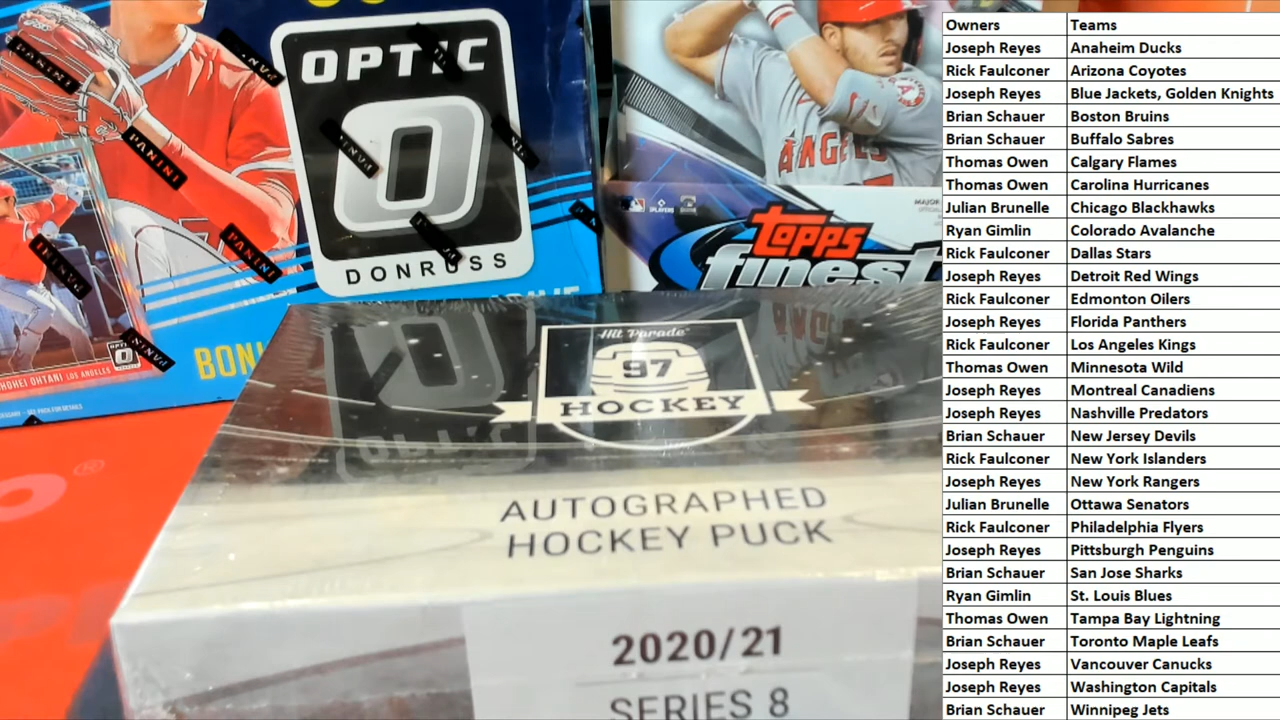 PANINI
PANINI
PANINI
PANINI
OPTIC
DONRUSS
HOHEI OHTANI LOS ANGELES
BON
ANGELS
topps
finest
Hit Parade
97
HOCKEY
AUTOGRAPHED
HOCKEY PUCK
2020/21
SERIES 8
Owners Teams
Joseph Reyes Anaheim Ducks
Rick Faulconer Arizona Coyotes
Joseph Reyes Blue Jackets, Golden Knights
Brian Schauer Boston Bruins
Brian Schauer Buffalo Sabres
Thomas Owen Calgary Flames
Thomas Owen Carolina Hurricanes
Julian Brunelle Chicago Blackhawks
Ryan Gimlin Colorado Avalanche
Rick Faulconer Dallas Stars
Joseph Reyes Detroit Red Wings
Rick Faulconer Edmonton Oilers
Joseph Reyes Florida Panthers
Rick Faulconer Los Angeles Kings
Thomas Owen Minnesota Wild
Joseph Reyes Montreal Canadiens
Joseph Reyes Nashville Predators
Brian Schauer New Jersey Devils
Rick Faulconer New York Islanders
Joseph Reyes New York Rangers
Julian Brunelle Ottawa Senators
Rick Faulconer Philadelphia Flyers
Joseph Reyes Pittsburgh Penguins
Brian Schauer San Jose Sharks
Ryan Gimlin St. Louis Blues
Thomas Owen Tampa Bay Lightning
Brian Schauer Toronto Maple Leafs
Joseph Reyes Vancouver Canucks
Joseph Reyes Washington Capitals
Brian Schauer Winnipeg Jets